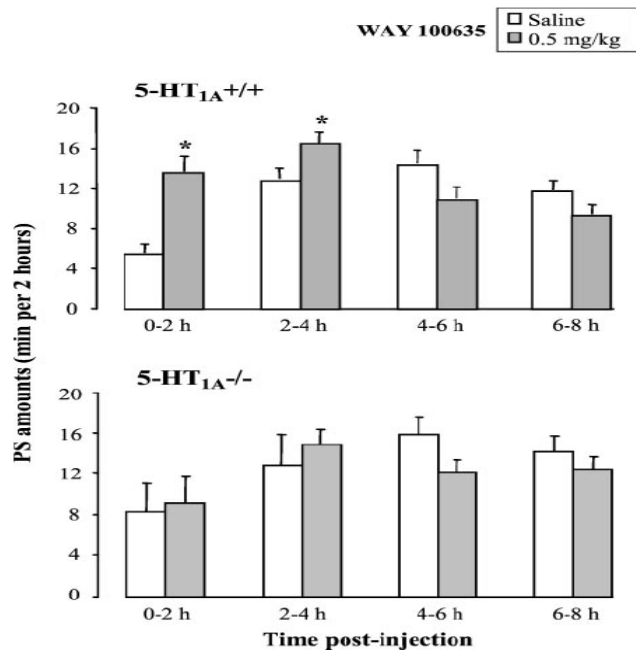 WAY 100635
Saline
0.5 mg/kg
5-HT1A+/+
20
16
12
8
4
0
*
*
0-2 h 2-4 h 4-6 h 6-8 h
PS amounts (min per 2 hours)
5-HT1A-/-
20
16
12
8
4
0
0-2 h 2-4 h 4-6 h 6-8 h
Time post-injection